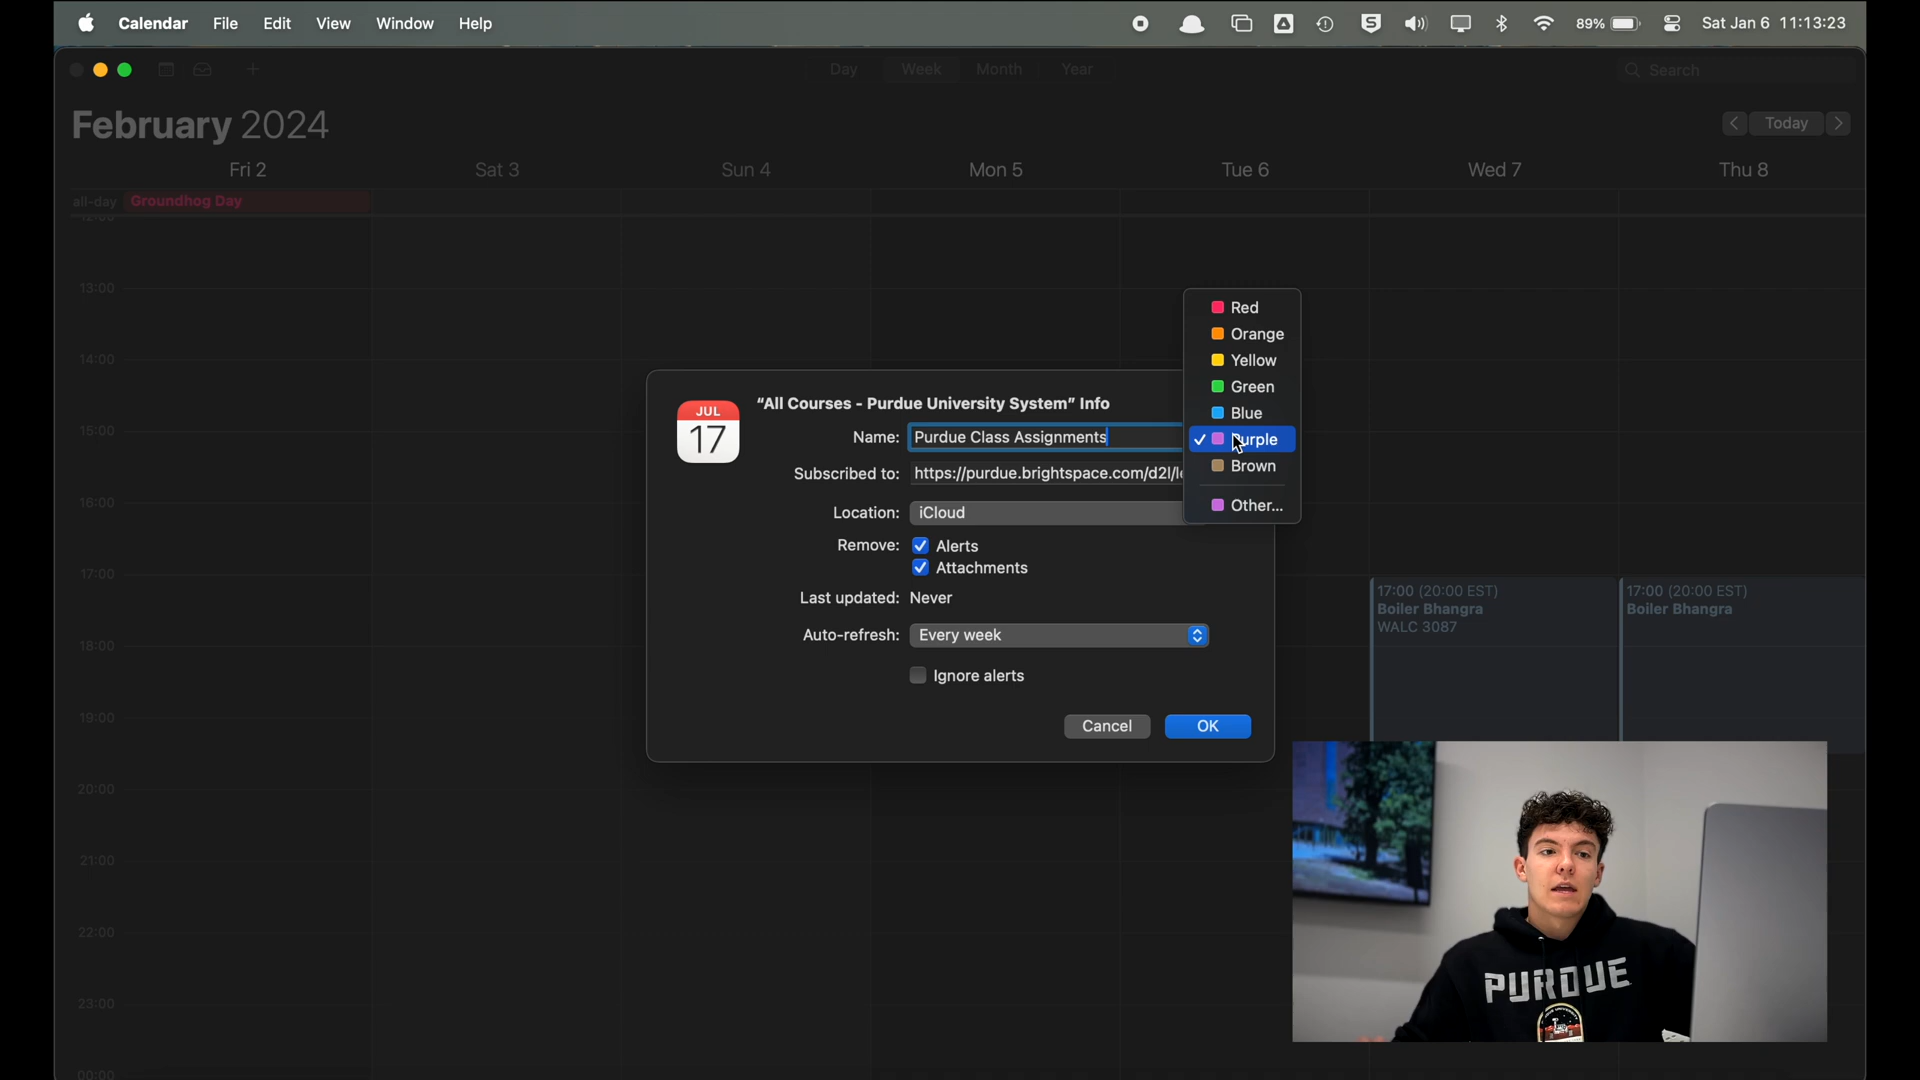 Calendar File Edit View Window Help 89% Sat Jan 6 11:13:23
Day Week Month Year Search
February 2024 Today
Fri 2 Sat 3 Sun 4 Mon 5 Tue 6 Wed 7 Thu 8
all-day Groundhog Day
12:00
13:00
14:00
15:00
16:00
17:00
18:00
19:00
20:00
21:00
22:00
23:00
00:00
Red
Orange
Yellow
Green
Blue
Purple
Brown
Other...
JUL
17
“All Courses - Purdue University System” Info
Name: Purdue Class Assignments
Subscribed to: https://purdue.brightspace.com/d2l/le
Location: iCloud
Remove: Alerts
Attachments
Last updated: Never
Auto-refresh: Every week
Ignore alerts
Cancel OK
17:00 (20:00 EST)
Boiler Bhangra
WALC 3087
17:00 (20:00 EST)
Boiler Bhangra
PURDUE